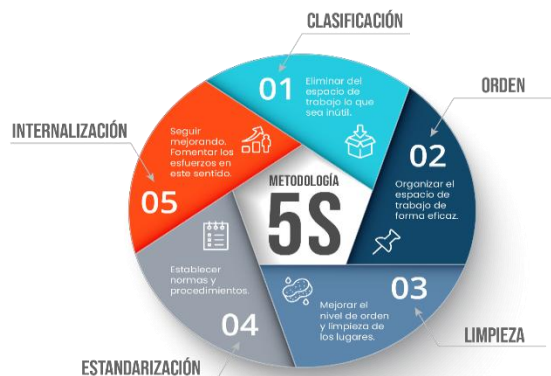 CLASIFICACIÓN
01
Eliminar del
espacio de
trabajo lo que
sea inútil.
ORDEN
02
Organizar el
espacio de
trabajo de
forma eficaz.
LIMPIEZA
03
Mejorar el
nivel de orden
y limpieza de
los lugares.
ESTANDARIZACIÓN
04
Establecer
normas y
procedimientos.
INTERNALIZACIÓN
05
Seguir
mejorando.
Fomentar los
esfuerzos en
este sentido.
METODOLOGÍA
5S